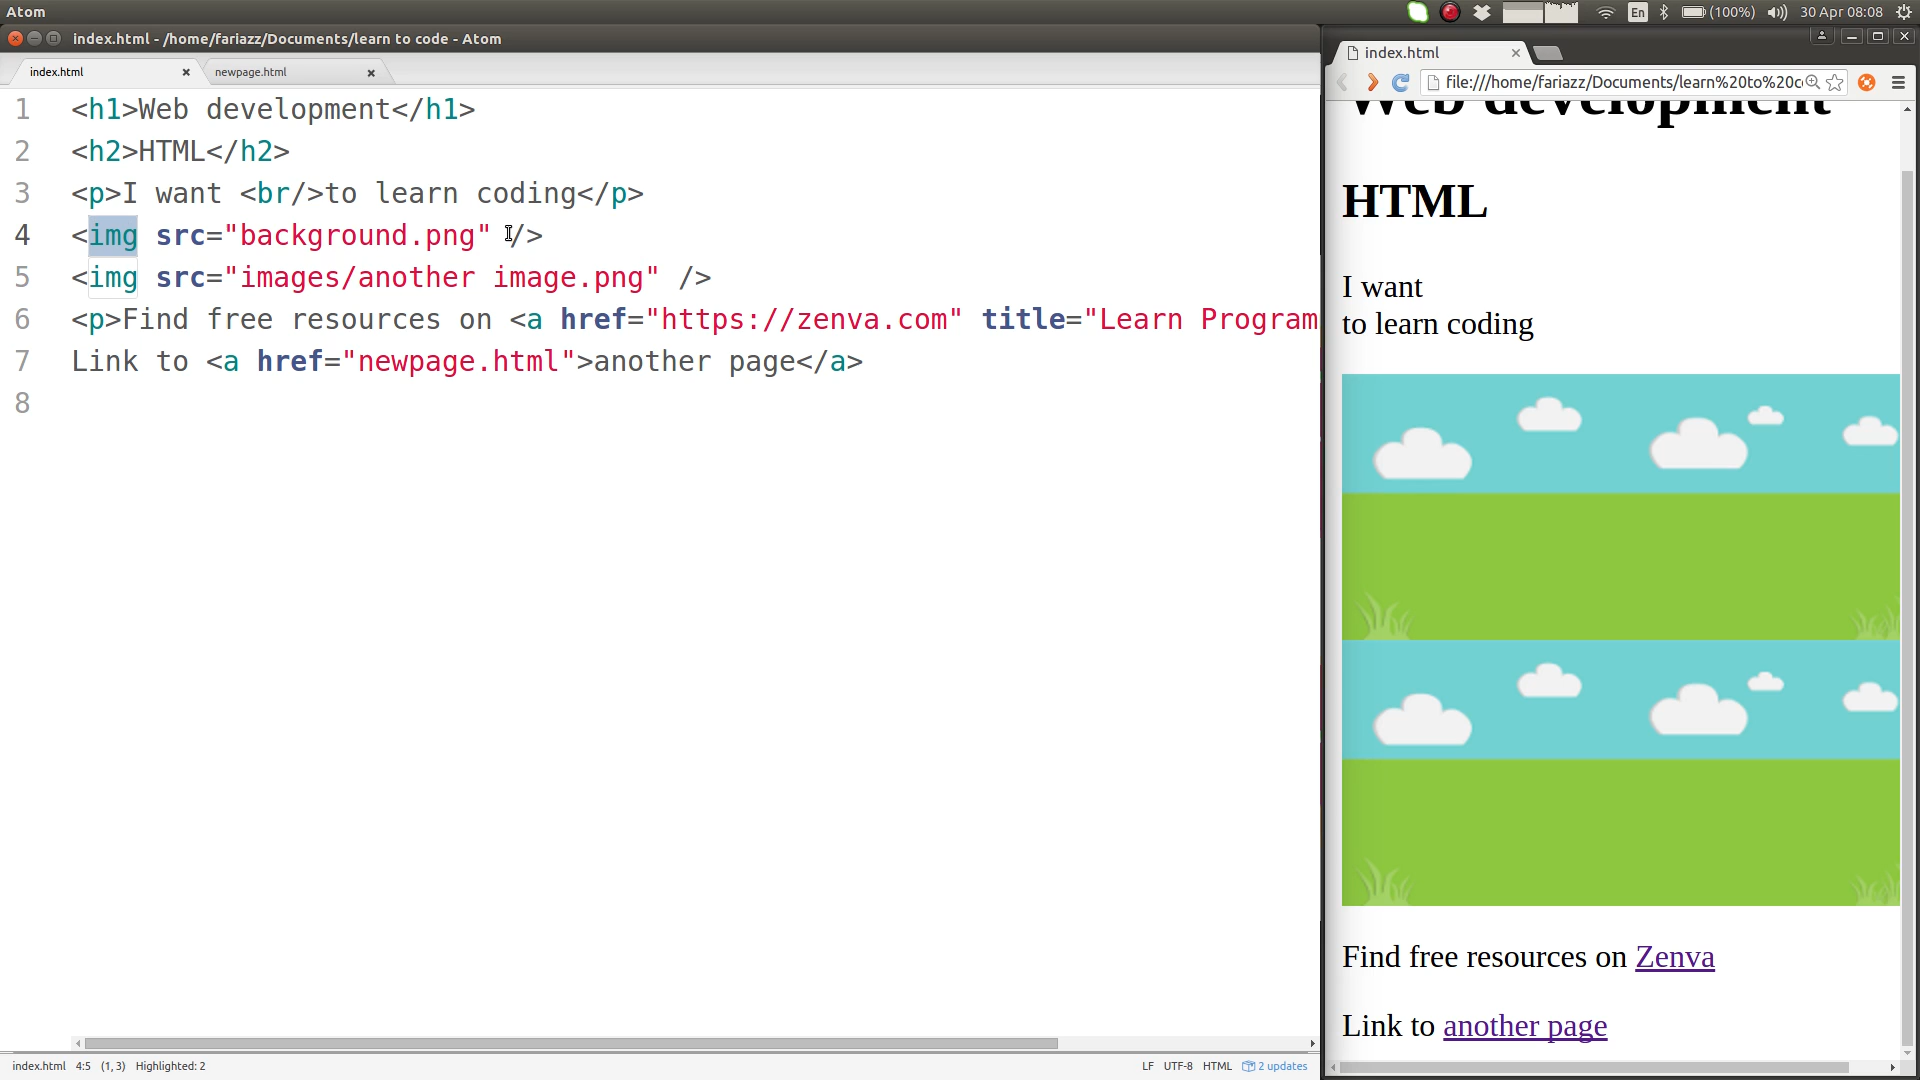 Atom
En
(100%)
30 Apr 08:08
index.html - /home/fariazz/Documents/learn to code - Atom
index.html
newpage.html
1 <h1>Web development</h1>
2 <h2>HTML</h2>
3 <p>I want <br/>to learn coding</p>
4 <img src="background.png" />
5 <img src="images/another image.png" />
6 <p>Find free resources on <a href="https://zenva.com" title="Learn Program
7 Link to <a href="newpage.html">another page</a>
8
index.html 4:5 (1, 3) Highlighted: 2
LF UTF-8 HTML 2 updates
index.html
file:///home/fariazz/Documents/learn%20to%20c
Web development
HTML
I want
to learn coding
Find free resources on Zenva
Link to another page